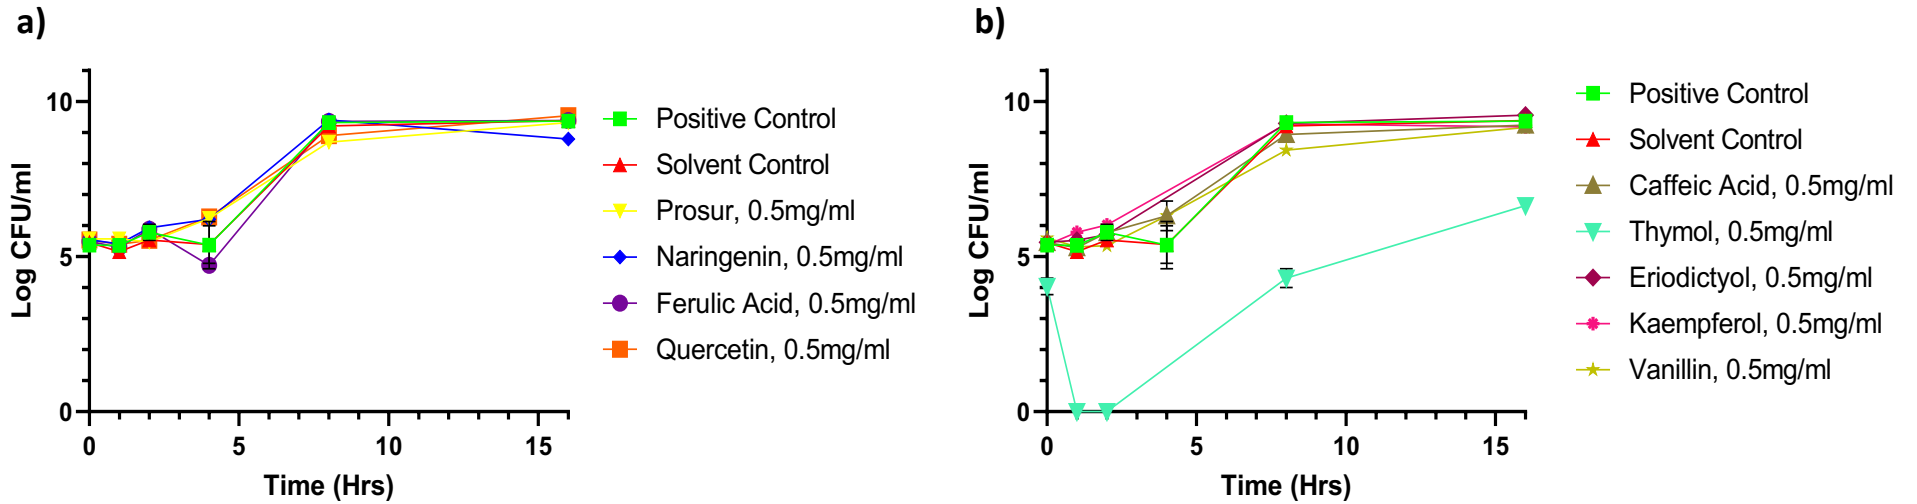 a)
10
5
0
Log CFU/ml
0 5 10 15
Time (Hrs)
Positive Control
Solvent Control
Prosur, 0.5mg/ml
Naringenin, 0.5mg/ml
Ferulic Acid, 0.5mg/ml
Quercetin, 0.5mg/ml
b)
10
5
0
Log CFU/ml
0 5 10 15
Time (Hrs)
Positive Control
Solvent Control
Caffeic Acid, 0.5mg/ml
Thymol, 0.5mg/ml
Eriodictyol, 0.5mg/ml
Kaempferol, 0.5mg/ml
Vanillin, 0.5mg/ml